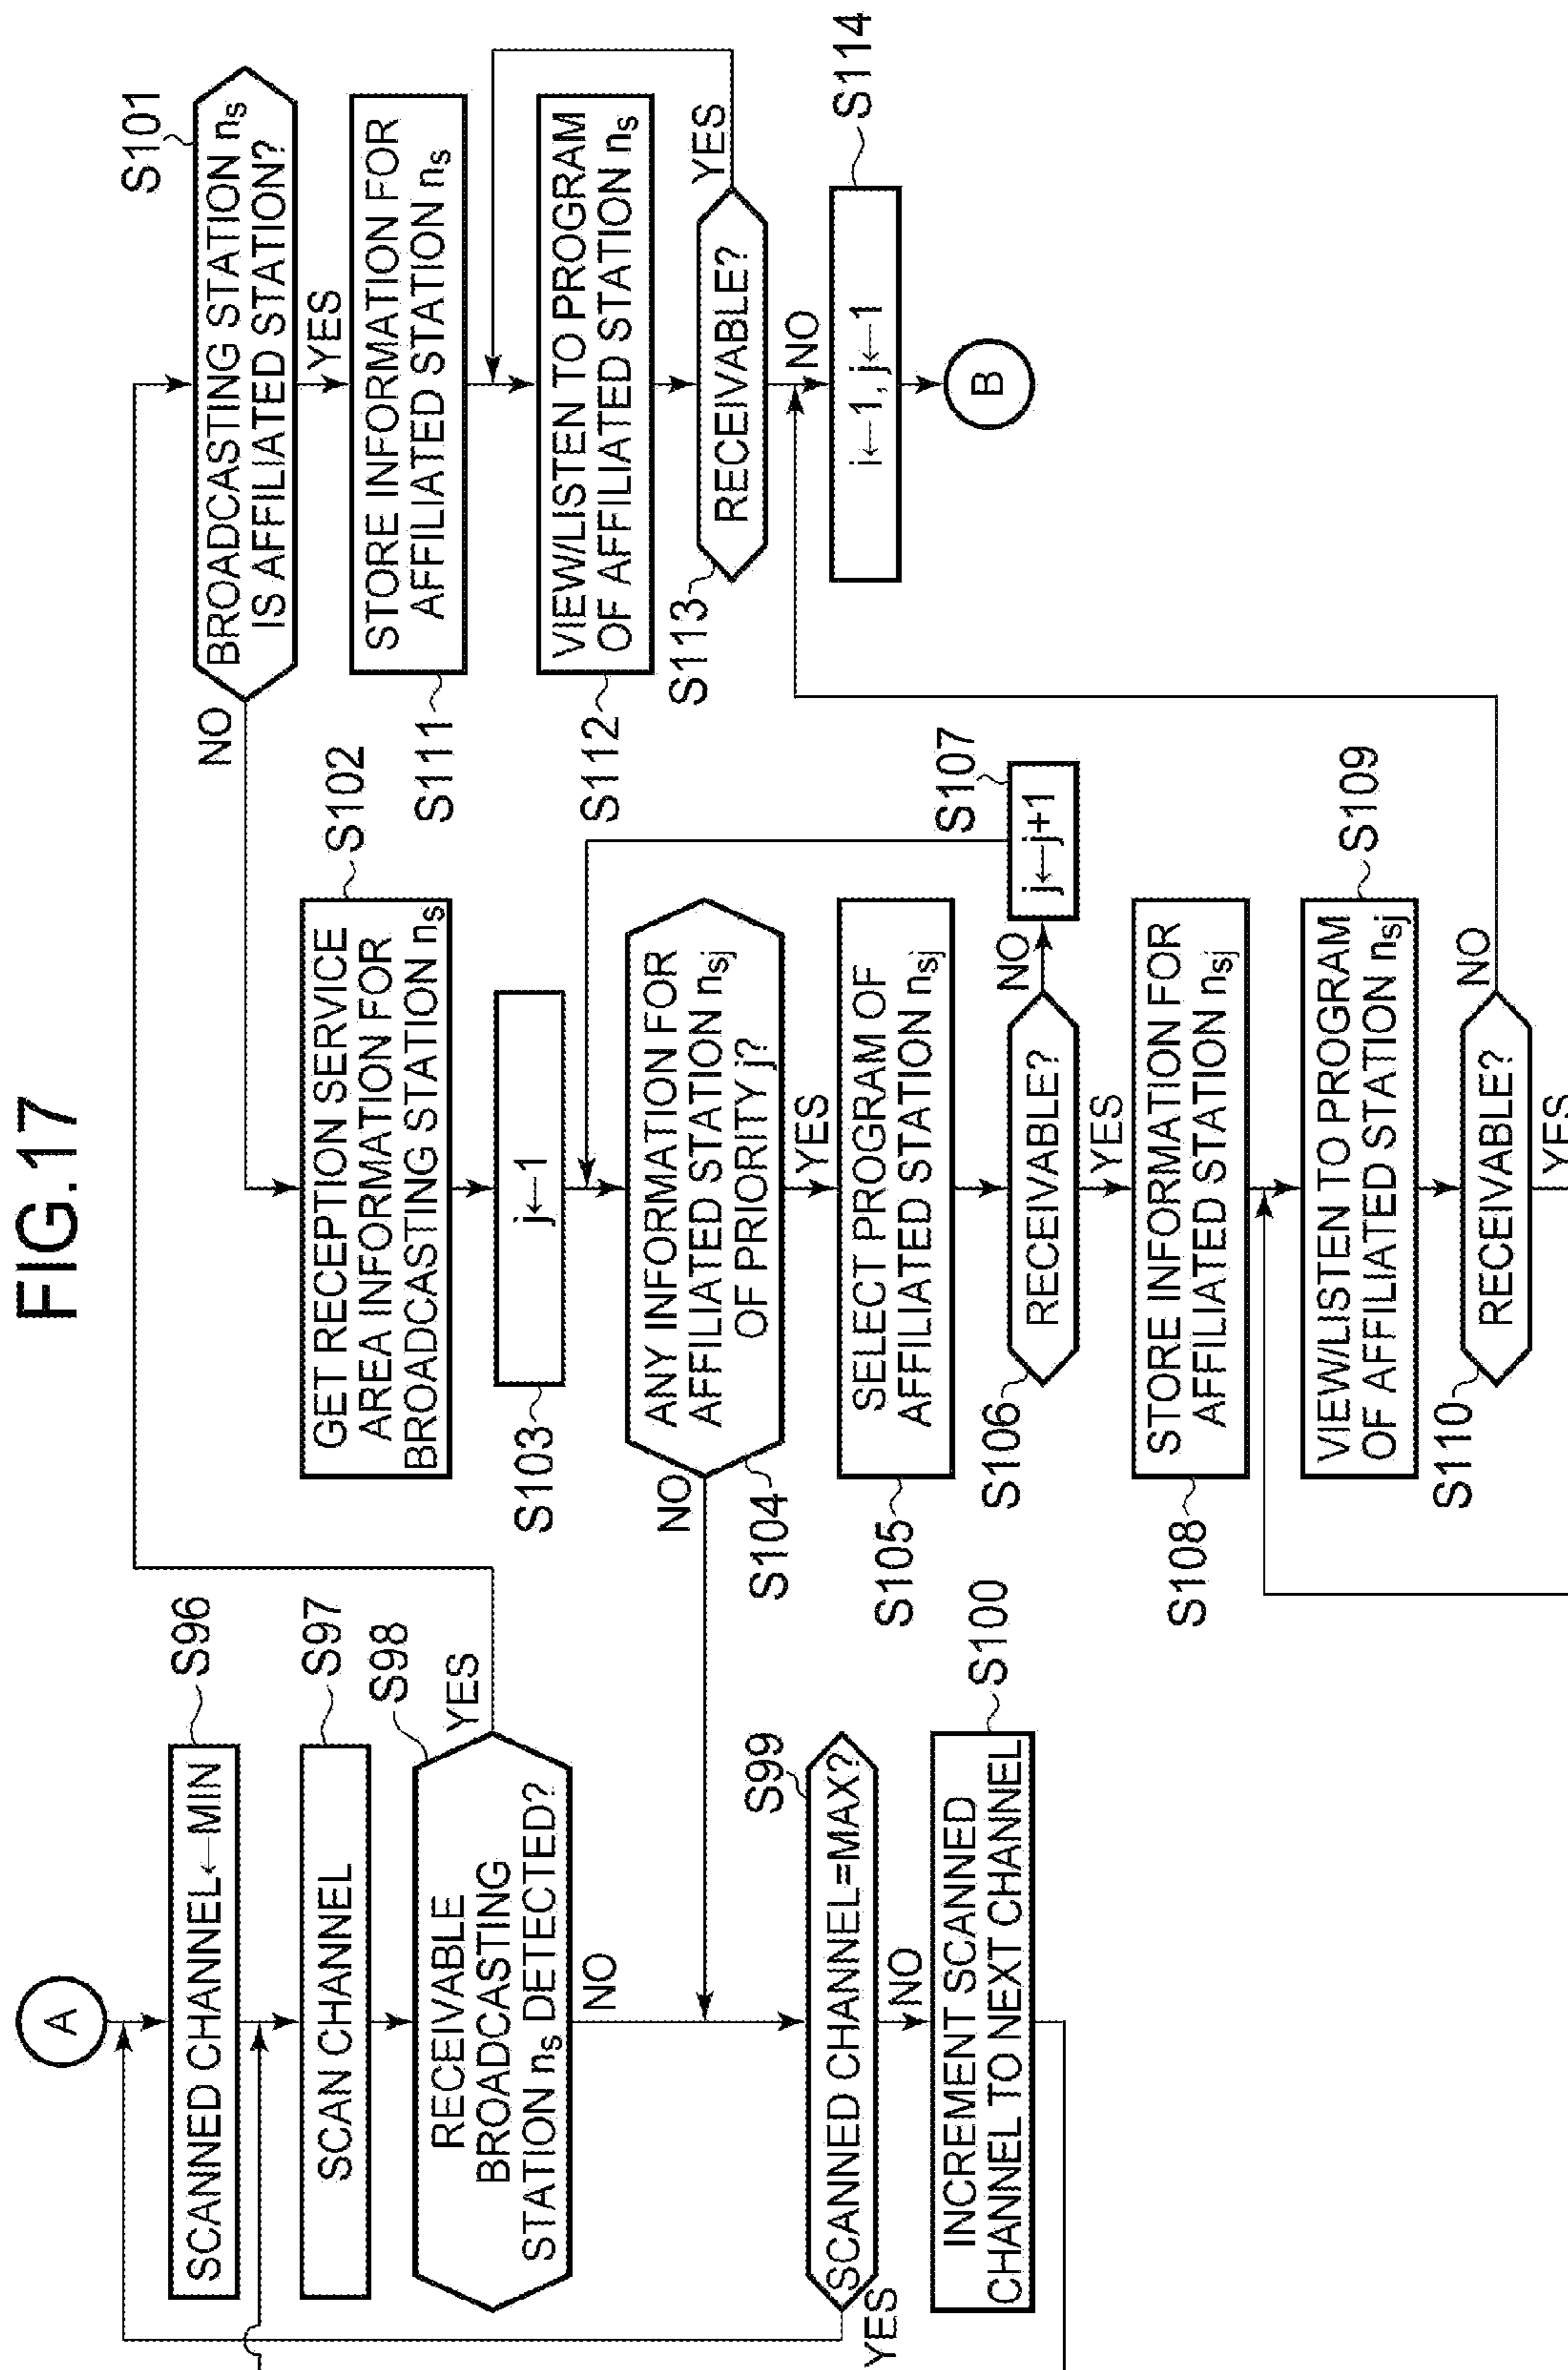 FIG.17
A
SCANNED CHANNEL←MIN
S96
SCAN CHANNEL
S97
RECEIVABLE
BROADCASTING
STATION ns DETECTED?
S98
YES
NO
SCANNED CHANNEL=MAX?
S99
YES
NO
INCREMENT SCANNED
CHANNEL TO NEXT CHANNEL
S100
BROADCASTING STATION ns
IS AFFILIATED STATION?
S101
NO
YES
GET RECEPTION SERVICE
AREA INFORMATION FOR
BROADCASTING STATION ns
S102
j←1
S103
ANY INFORMATION FOR
AFFILIATED STATION nsj
OF PRIORITY j?
S104
NO
YES
SELECT PROGRAM OF
AFFILIATED STATION nsj
S105
RECEIVABLE?
S106
NO
YES
j←j+1
S107
STORE INFORMATION FOR
AFFILIATED STATION nsj
S108
VIEW/LISTEN TO PROGRAM
OF AFFILIATED STATION nsj
S109
RECEIVABLE?
S110
NO
YES
STORE INFORMATION FOR
AFFILIATED STATION ns
S111
VIEW/LISTEN TO PROGRAM
OF AFFILIATED STATION ns
S112
RECEIVABLE?
S113
YES
NO
i←1, j←1
S114
B